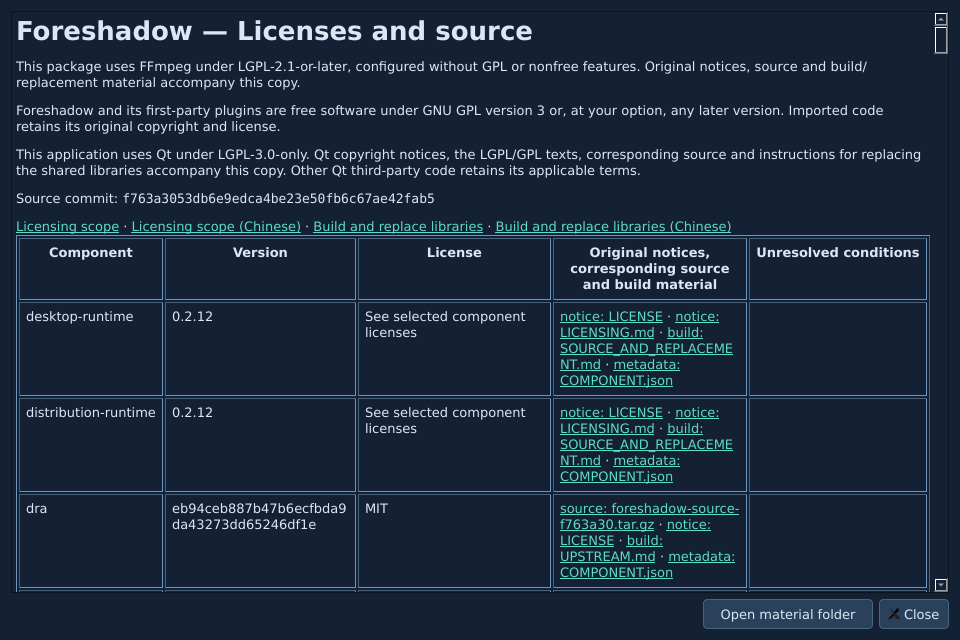 Foreshadow — Licenses and source
This package uses FFmpeg under LGPL-2.1-or-later, configured without GPL or nonfree features. Original notices, source and build/
replacement material accompany this copy.
Foreshadow and its first-party plugins are free software under GNU GPL version 3 or, at your option, any later version. Imported code
retains its original copyright and license.
This application uses Qt under LGPL-3.0-only. Qt copyright notices, the LGPL/GPL texts, corresponding source and instructions for replacing
the shared libraries accompany this copy. Other Qt third-party code retains its applicable terms.
Source commit: f763a3053db6e9edca4be23e50fb6c67ae42fab5
Licensing scope · Licensing scope (Chinese) · Build and replace libraries · Build and replace libraries (Chinese)
Component
Version
License
Original notices,
corresponding source
and build material
Unresolved conditions
desktop-runtime
0.2.12
See selected component
licenses
notice: LICENSE · notice:
LICENSING.md · build:
SOURCE_AND_REPLACEME
NT.md · metadata:
COMPONENT.json
distribution-runtime
0.2.12
See selected component
licenses
notice: LICENSE · notice:
LICENSING.md · build:
SOURCE_AND_REPLACEME
NT.md · metadata:
COMPONENT.json
dra
eb94ceb887b47b6ecfbda9
da43273dd65246df1e
MIT
source: foreshadow-source-
f763a30.tar.gz · notice:
LICENSE · build:
UPSTREAM.md · metadata:
COMPONENT.json
Open material folder
Close